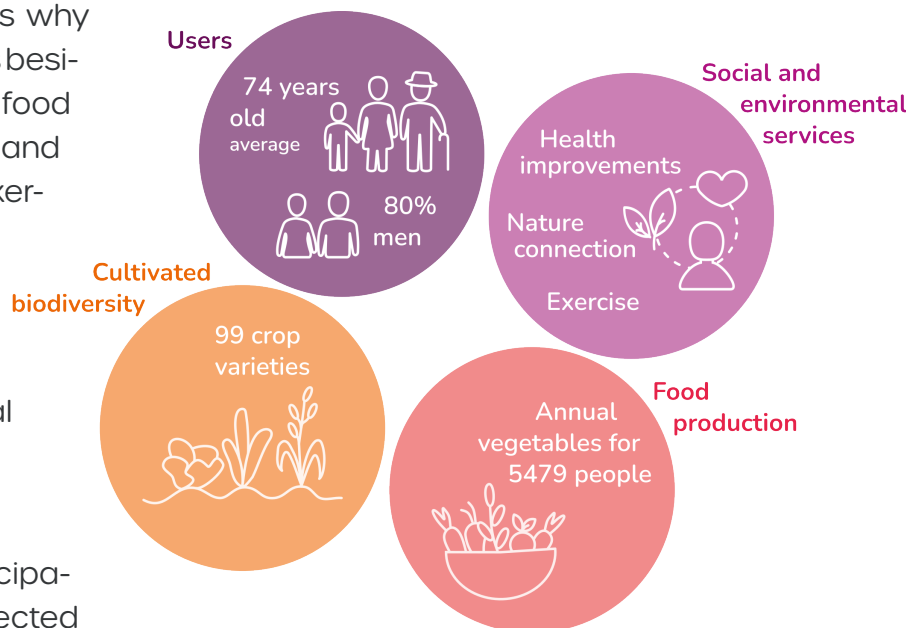 s why
besi-
food
and
xer-
al
cipa-
ected
Users
74 years
old
average
80%
men
Social and
environmental
services
Health
improvements
Nature
connection
Exercise
Cultivated
biodiversity
99 crop
varieties
Food
production
Annual
vegetables for
5479 people